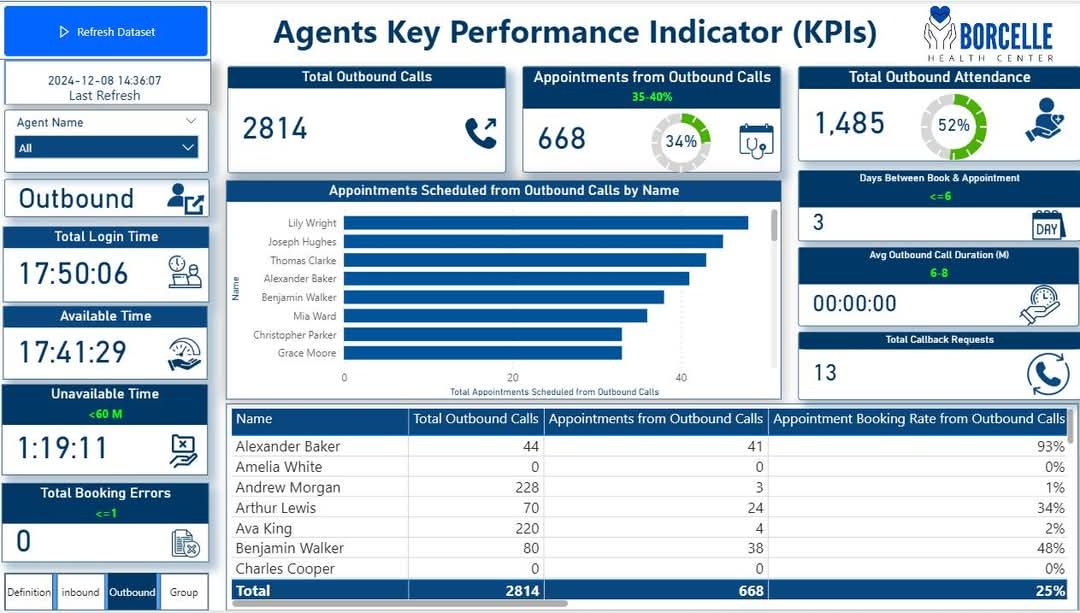 Refresh Dataset
2024-12-08 14:36:07
Last Refresh
Agent Name
All
Outbound
Total Login Time
17:50:06
Available Time
17:41:29
Unavailable Time
<60 M
1:19:11
Total Booking Errors
<=1
0
Definition inbound Outbound Group
Agents Key Performance Indicator (KPIs)
BORCELLE
HEALTH CENTER
Total Outbound Calls
2814
Appointments from Outbound Calls
35-40%
668
34%
Total Outbound Attendance
1,485
52%
Appointments Scheduled from Outbound Calls by Name
Name
Lily Wright
Joseph Hughes
Thomas Clarke
Alexander Baker
Benjamin Walker
Mia Ward
Christopher Parker
Grace Moore
0 20 40
Total Appointments Scheduled from Outbound Calls
Days Between Book & Appointment
<=6
3
DAY
Avg Outbound Call Duration (M)
6-8
00:00:00
Total Callback Requests
13
Name Total Outbound Calls Appointments from Outbound Calls Appointment Booking Rate from Outbound Calls
Alexander Baker 44 41 93%
Amelia White 0 0 0%
Andrew Morgan 228 3 1%
Arthur Lewis 70 24 34%
Ava King 220 4 2%
Benjamin Walker 80 38 48%
Charles Cooper 0 0 0%
Total 2814 668 25%